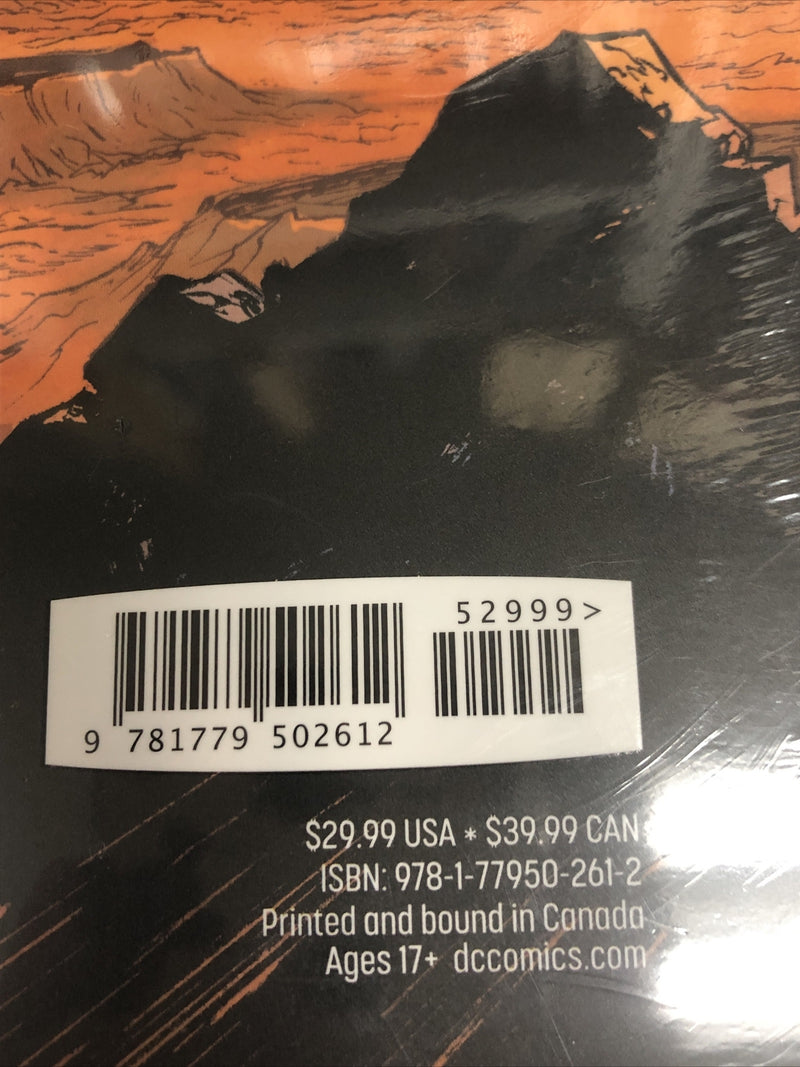 52999>
9 781779 502612
$29.99 USA * $39.99 CAN
ISBN: 978-1-77950-261-2
Printed and bound in Canada
Ages 17+ dccomics.com